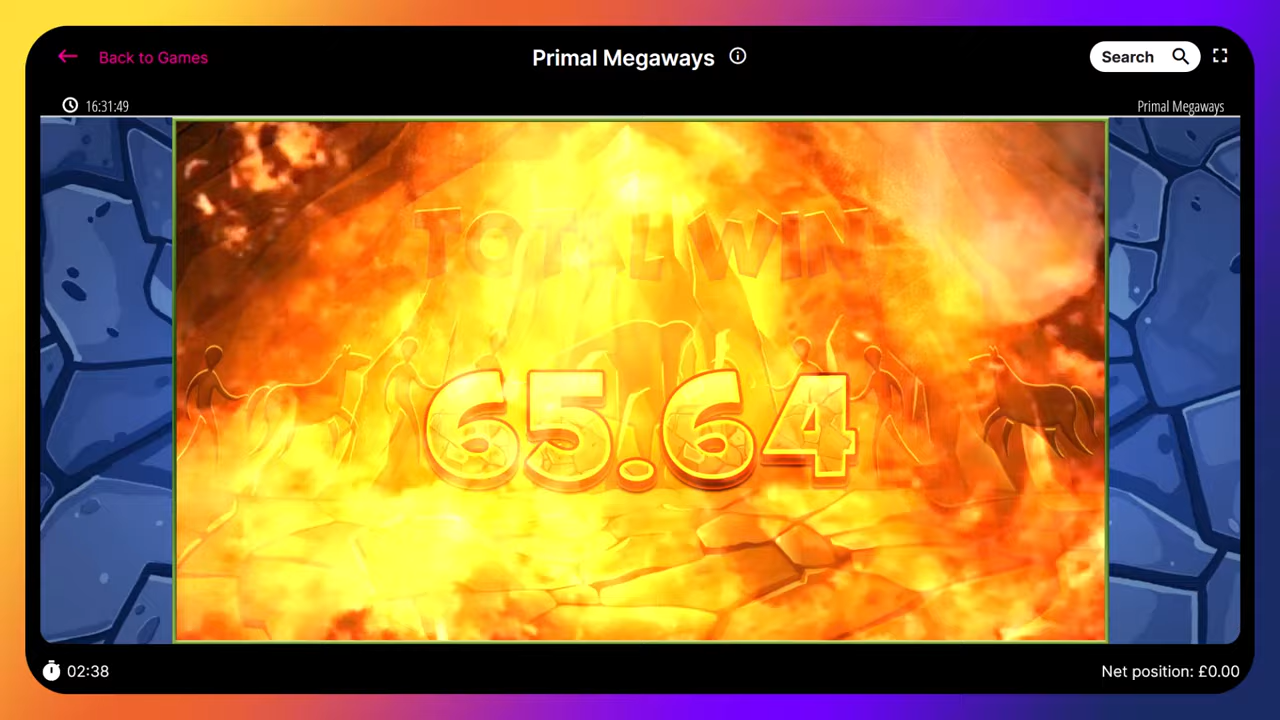 Back to Games
Primal Megaways
Search
16:31:49
Primal Megaways
TOTAL WIN
65.64
02:38
Net position: £0.00